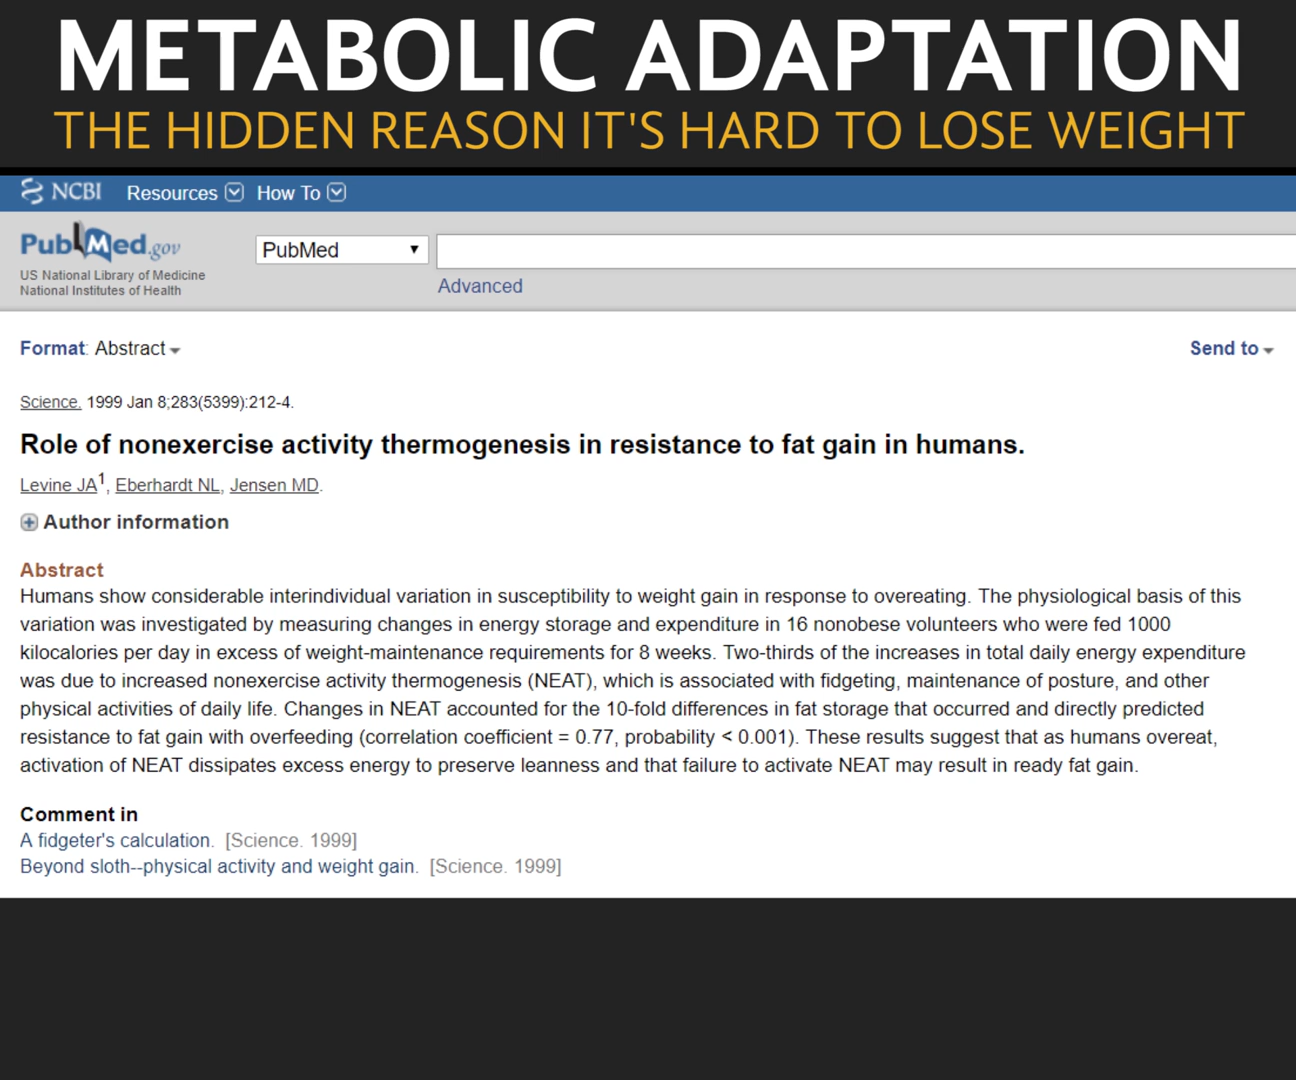 METABOLIC ADAPTATION
THE HIDDEN REASON IT'S HARD TO LOSE WEIGHT
NCBI Resources How To
PubMed.gov
US National Library of Medicine
National Institutes of Health
PubMed
Advanced
Format: Abstract
Send to
Science. 1999 Jan 8;283(5399):212-4.
Role of nonexercise activity thermogenesis in resistance to fat gain in humans.
Levine JA1, Eberhardt NL, Jensen MD.
Author information
Abstract
Humans show considerable interindividual variation in susceptibility to weight gain in response to overeating. The physiological basis of this
variation was investigated by measuring changes in energy storage and expenditure in 16 nonobese volunteers who were fed 1000
kilocalories per day in excess of weight-maintenance requirements for 8 weeks. Two-thirds of the increases in total daily energy expenditure
was due to increased nonexercise activity thermogenesis (NEAT), which is associated with fidgeting, maintenance of posture, and other
physical activities of daily life. Changes in NEAT accounted for the 10-fold differences in fat storage that occurred and directly predicted
resistance to fat gain with overfeeding (correlation coefficient = 0.77, probability < 0.001). These results suggest that as humans overeat,
activation of NEAT dissipates excess energy to preserve leanness and that failure to activate NEAT may result in ready fat gain.
Comment in
A fidgeter's calculation. [Science. 1999]
Beyond sloth--physical activity and weight gain. [Science. 1999]